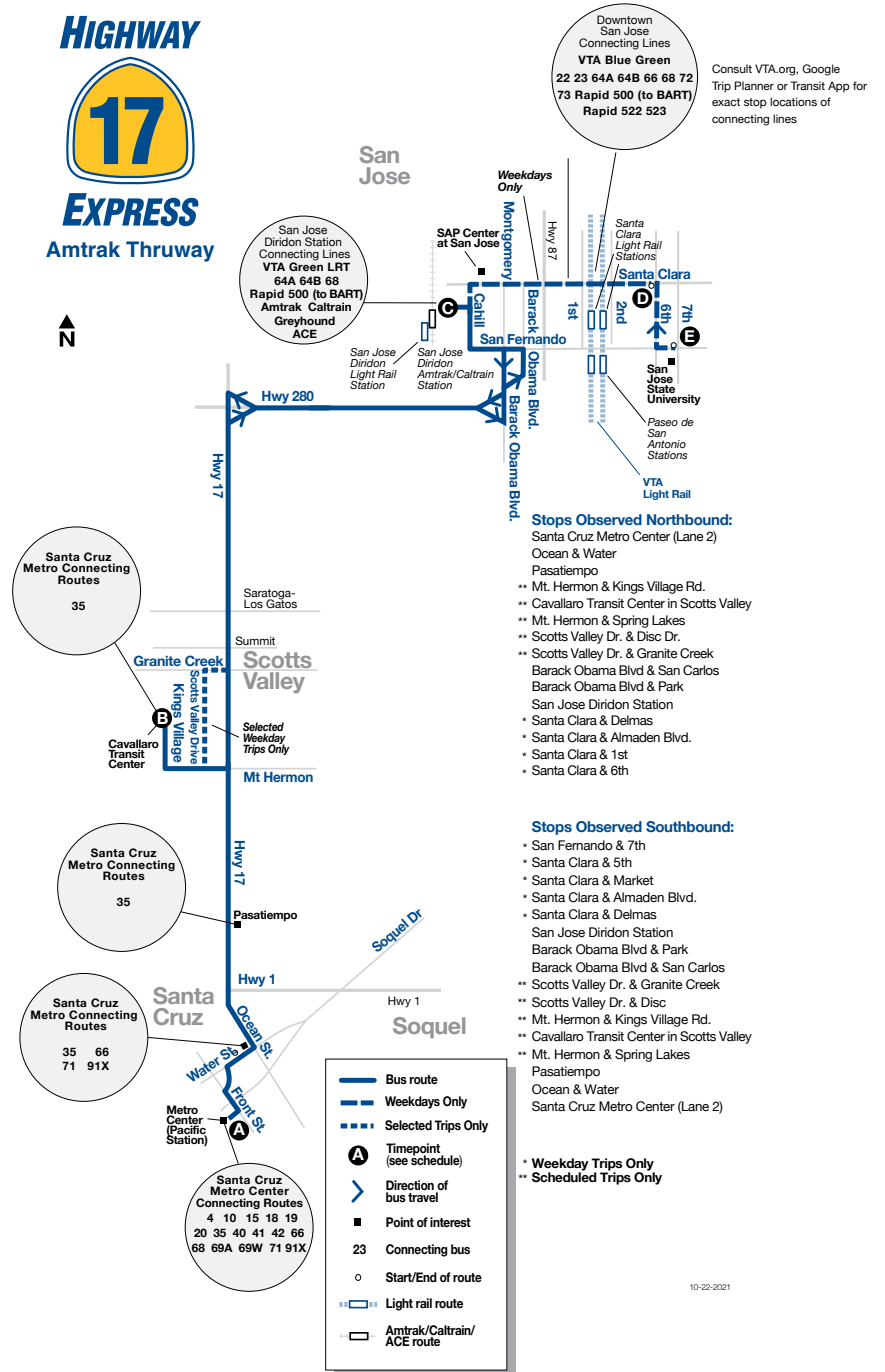 HIGHWAY
17
EXPRESS
Amtrak Thruway
N
Downtown
San Jose
Connecting Lines
VTA Blue Green
22 23 64A 64B 66 68 72
73 Rapid 500 (to BART)
Rapid 522 523
Consult VTA.org, Google
Trip Planner or Transit App for
exact stop locations of
connecting lines
San
Jose
Weekdays
Only
San Jose
Diridon Station
Connecting Lines
VTA Green LRT
64A 64B 68
Rapid 500 (to BART)
Amtrak Caltrain
Greyhound
ACE
SAP Center
at San Jose
Montgomery
Hwy 87
Santa
Clara
Light Rail
Stations
Santa Clara
C
Cahill
Barack Obama Blvd.
1st
2nd
D
6th
7th
E
San Fernando
San Jose
Diridon
Light Rail
Station
San Jose
Diridon
Amtrak/Caltrain
Station
San
Jose
State
University
Hwy 280
Barack Obama Blvd.
Paseo de
San
Antonio
Stations
VTA
Light Rail
Hwy 17
Santa Cruz
Metro Connecting
Routes
35
Saratoga-
Los Gatos
Summit
Granite Creek
Scotts
Valley
Scotts Valley Drive
Kings Village
B
Cavallaro
Transit
Center
Selected
Weekday
Trips Only
Mt Hermon
Santa Cruz
Metro Connecting
Routes
35
Hwy 17
Pasatiempo
Soquel Dr
Hwy 1
Hwy 1
Santa
Cruz
Soquel
Santa Cruz
Metro Connecting
Routes
35 66
71 91X
Ocean St.
Water St.
Front St.
Metro
Center
(Pacific
Station)
A
Santa Cruz
Metro Center
Connecting Routes
4 10 15 18 19
20 35 40 41 42 66
68 69A 69W 71 91X
Bus route
Weekdays Only
Selected Trips Only
A Timepoint
(see schedule)
Direction of
bus travel
Point of interest
23 Connecting bus
Start/End of route
Light rail route
Amtrak/Caltrain/
ACE route
Stops Observed Northbound:
Santa Cruz Metro Center (Lane 2)
Ocean & Water
Pasatiempo
** Mt. Hermon & Kings Village Rd.
** Cavallaro Transit Center in Scotts Valley
** Mt. Hermon & Spring Lakes
** Scotts Valley Dr. & Disc Dr.
** Scotts Valley Dr. & Granite Creek
Barack Obama Blvd & San Carlos
Barack Obama Blvd & Park
San Jose Diridon Station
* Santa Clara & Delmas
* Santa Clara & Almaden Blvd.
* Santa Clara & 1st
* Santa Clara & 6th
Stops Observed Southbound:
* San Fernando & 7th
* Santa Clara & 5th
* Santa Clara & Market
* Santa Clara & Almaden Blvd.
* Santa Clara & Delmas
San Jose Diridon Station
Barack Obama Blvd & Park
Barack Obama Blvd & San Carlos
** Scotts Valley Dr. & Granite Creek
** Scotts Valley Dr. & Disc
** Mt. Hermon & Kings Village Rd.
** Cavallaro Transit Center in Scotts Valley
** Mt. Hermon & Spring Lakes
Pasatiempo
Ocean & Water
Santa Cruz Metro Center (Lane 2)
* Weekday Trips Only
** Scheduled Trips Only
10-22-2021